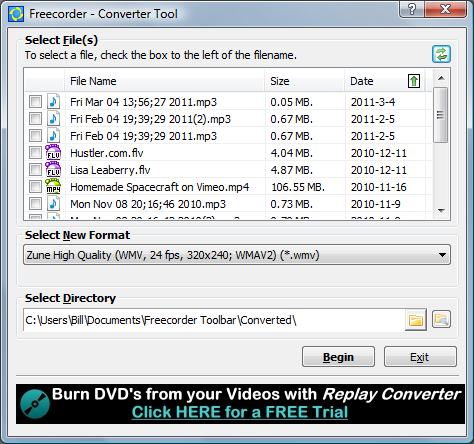 Freecorder - Converter Tool
Select File(s)
To select a file, check the box to the left of the filename.
File Name Size Date
Fri Mar 04 13;56;27 2011.mp3 0.05 MB. 2011-3-4
Fri Feb 04 19;39;29 2011(2).mp3 0.67 MB. 2011-2-5
Fri Feb 04 19;39;29 2011.mp3 0.67 MB. 2011-2-5
FLV Hustler.com.flv 4.04 MB. 2010-12-11
FLV Lisa Leaberry.flv 4.87 MB. 2010-12-11
MP4 Homemade Spacecraft on Vimeo.mp4 106.55 MB. 2010-11-16
Mon Nov 08 20;16;46 2010.mp3 0.73 MB. 2010-11-9
Select New Format
Zune High Quality (WMV, 24 fps, 320x240; WMAV2) (*.wmv)
Select Directory
C:\Users\Bill\Documents\Freecorder Toolbar\Converted\
Begin Exit
Burn DVD's from your Videos with Replay Converter
Click HERE for a FREE Trial